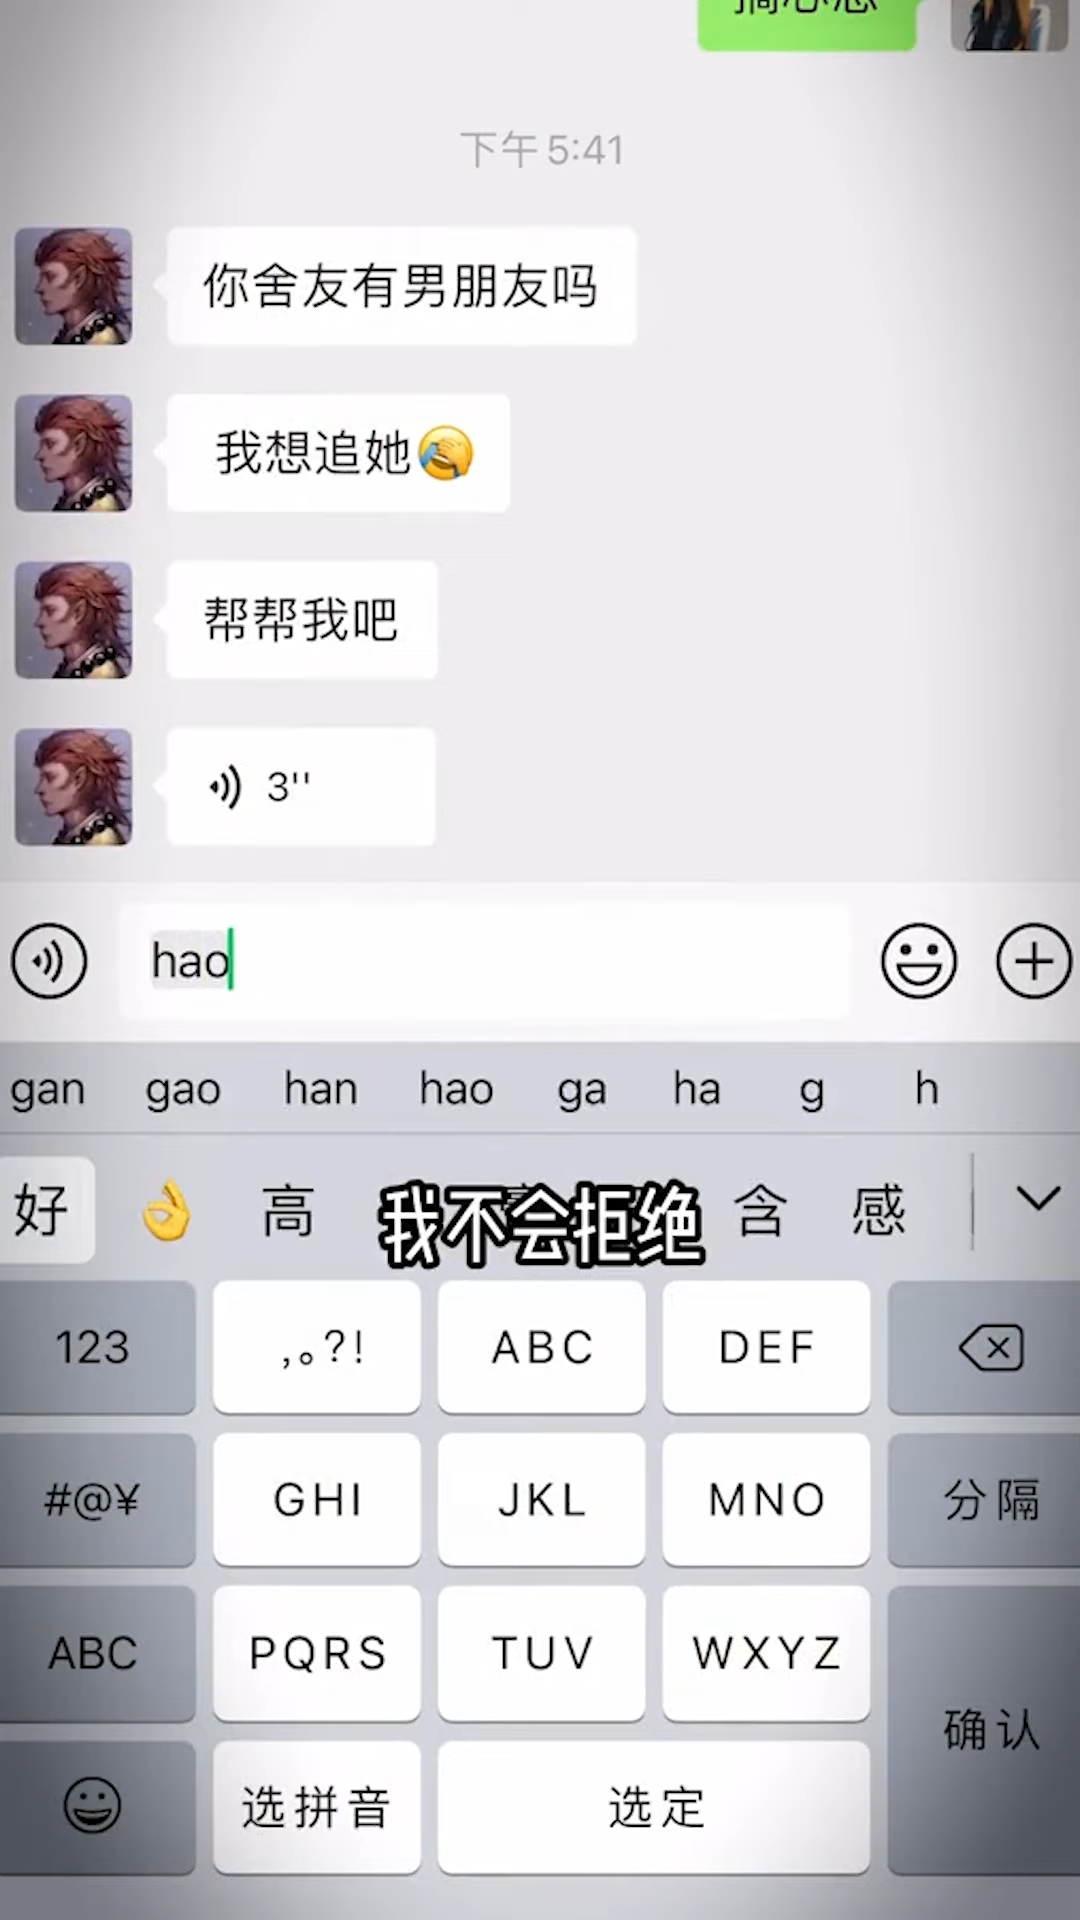 下午 5:41
你舍友有男朋友吗
我想追她🤣
帮帮我吧
3''
hao
gan gao han hao ga ha g h
好 👌 高 含 感
我不会拒绝
123 ,。?! ABC DEF
#@¥ GHI JKL MNO 分隔
ABC PQRS TUV WXYZ
确认
选拼音 选定